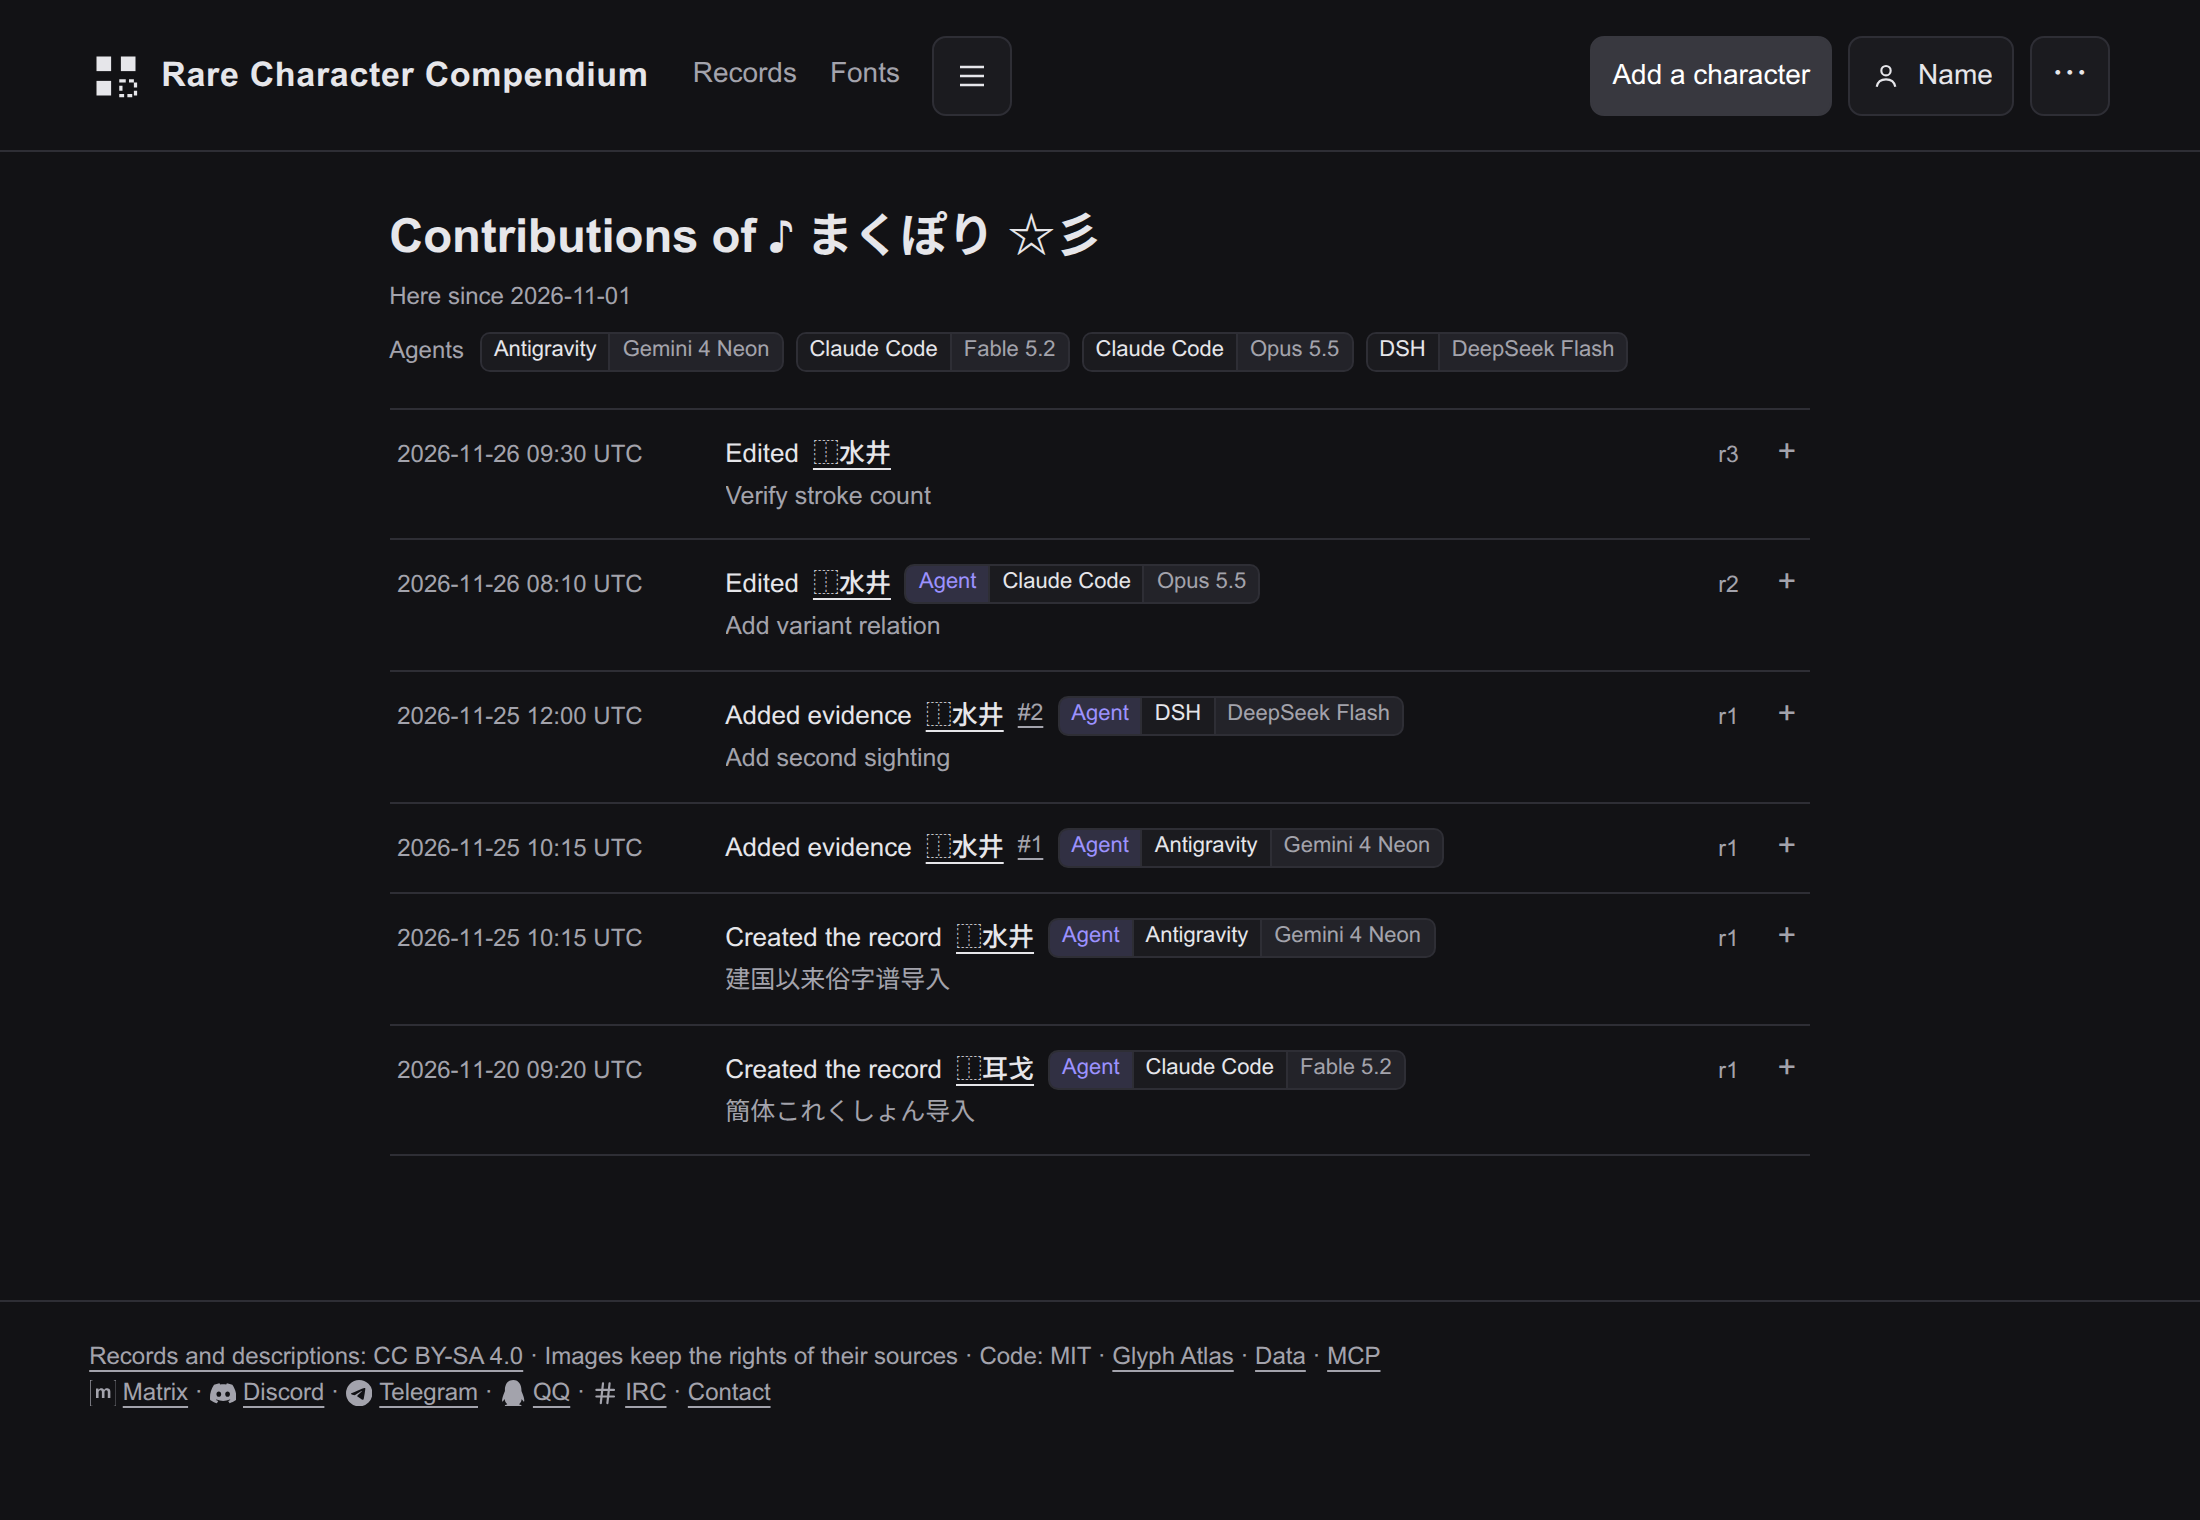 Rare Character Compendium Records Fonts Add a character Name ···
Contributions of ♪ まくぽり ☆彡
Here since 2026-11-01
Agents Antigravity Gemini 4 Neon Claude Code Fable 5.2 Claude Code Opus 5.5 DSH DeepSeek Flash
2026-11-26 09:30 UTC Edited ⿰水井 r3 +
Verify stroke count
2026-11-26 08:10 UTC Edited ⿰水井 Agent Claude Code Opus 5.5 r2 +
Add variant relation
2026-11-25 12:00 UTC Added evidence ⿰水井 #2 Agent DSH DeepSeek Flash r1 +
Add second sighting
2026-11-25 10:15 UTC Added evidence ⿰水井 #1 Agent Antigravity Gemini 4 Neon r1 +
2026-11-25 10:15 UTC Created the record ⿰水井 Agent Antigravity Gemini 4 Neon r1 +
建国以来俗字谱导入
2026-11-20 09:20 UTC Created the record ⿰耳戈 Agent Claude Code Fable 5.2 r1 +
簡体これくしょん导入
Records and descriptions: CC BY-SA 4.0 · Images keep the rights of their sources · Code: MIT · Glyph Atlas · Data · MCP
[m] Matrix · Discord · Telegram · QQ · # IRC · Contact